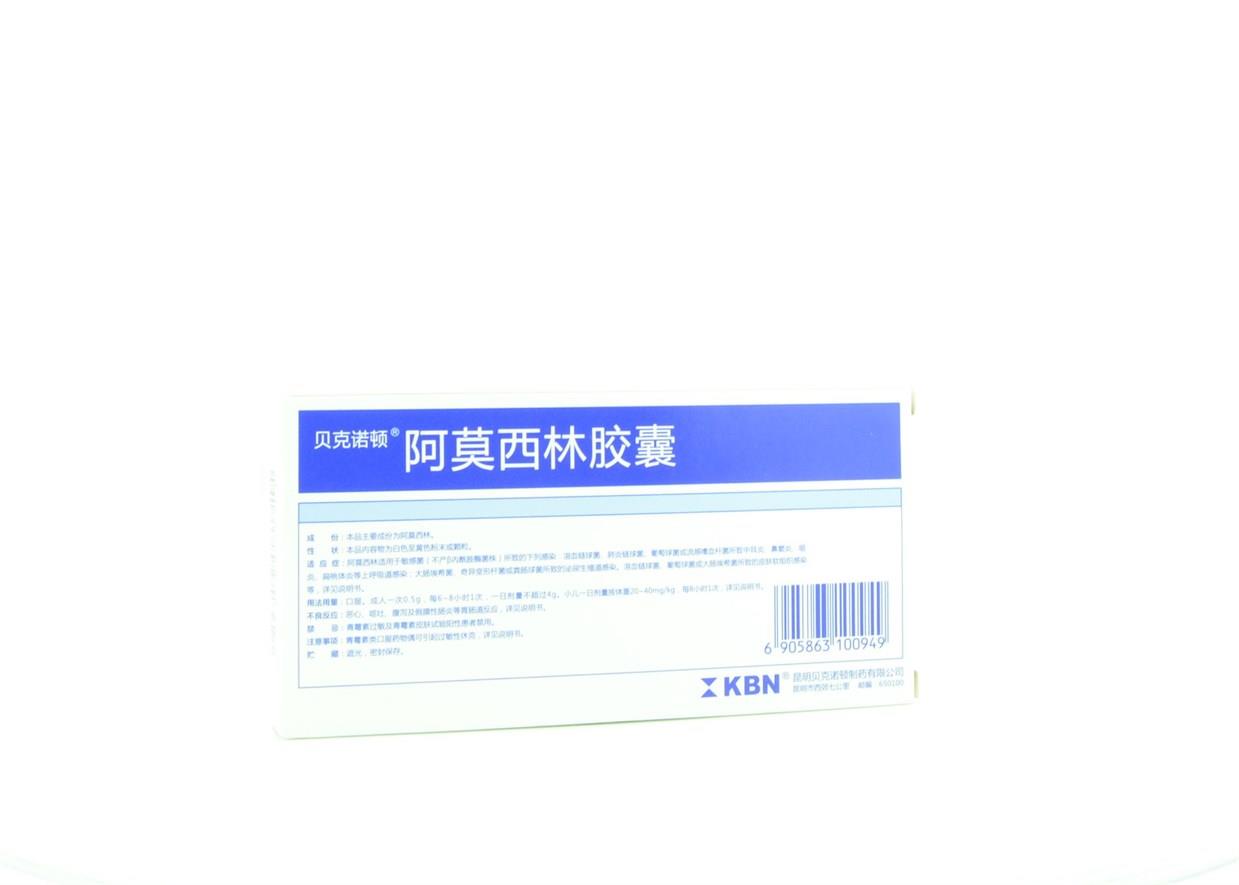 贝克诺顿® 阿莫西林胶囊
成 份：本品主要成份为阿莫西林。
性 状：本品内容物为白色至黄色粉末或颗粒。
适 应 症：阿莫西林适用于敏感菌（不产β内酰胺酶菌株）所致的下列感染：溶血链球菌、肺炎链球菌、葡萄球菌或流感嗜血杆菌所致中耳炎、鼻窦炎、咽
炎、扁桃体炎等上呼吸道感染；大肠埃希菌、奇异变形杆菌或粪肠球菌所致的泌尿生殖道感染。溶血链球菌、葡萄球菌或大肠埃希菌所致的皮肤软组织感染
等，详见说明书。
用法用量：口服。成人一次0.5g，每6~8小时1次，一日剂量不超过4g。小儿一日剂量按体重20~40mg/kg，每8小时1次，详见说明书。
不良反应：恶心、呕吐、腹泻及假膜性肠炎等胃肠道反应，详见说明书。
禁 忌：青霉素过敏及青霉素皮肤试验阳性患者禁用。
注意事项：青霉素类口服药物偶可引起过敏性休克，详见说明书。
贮 藏：遮光，密封保存。
6 905863 100949
KBN® 昆明贝克诺顿制药有限公司
昆明市西郊七公里 邮编 650100